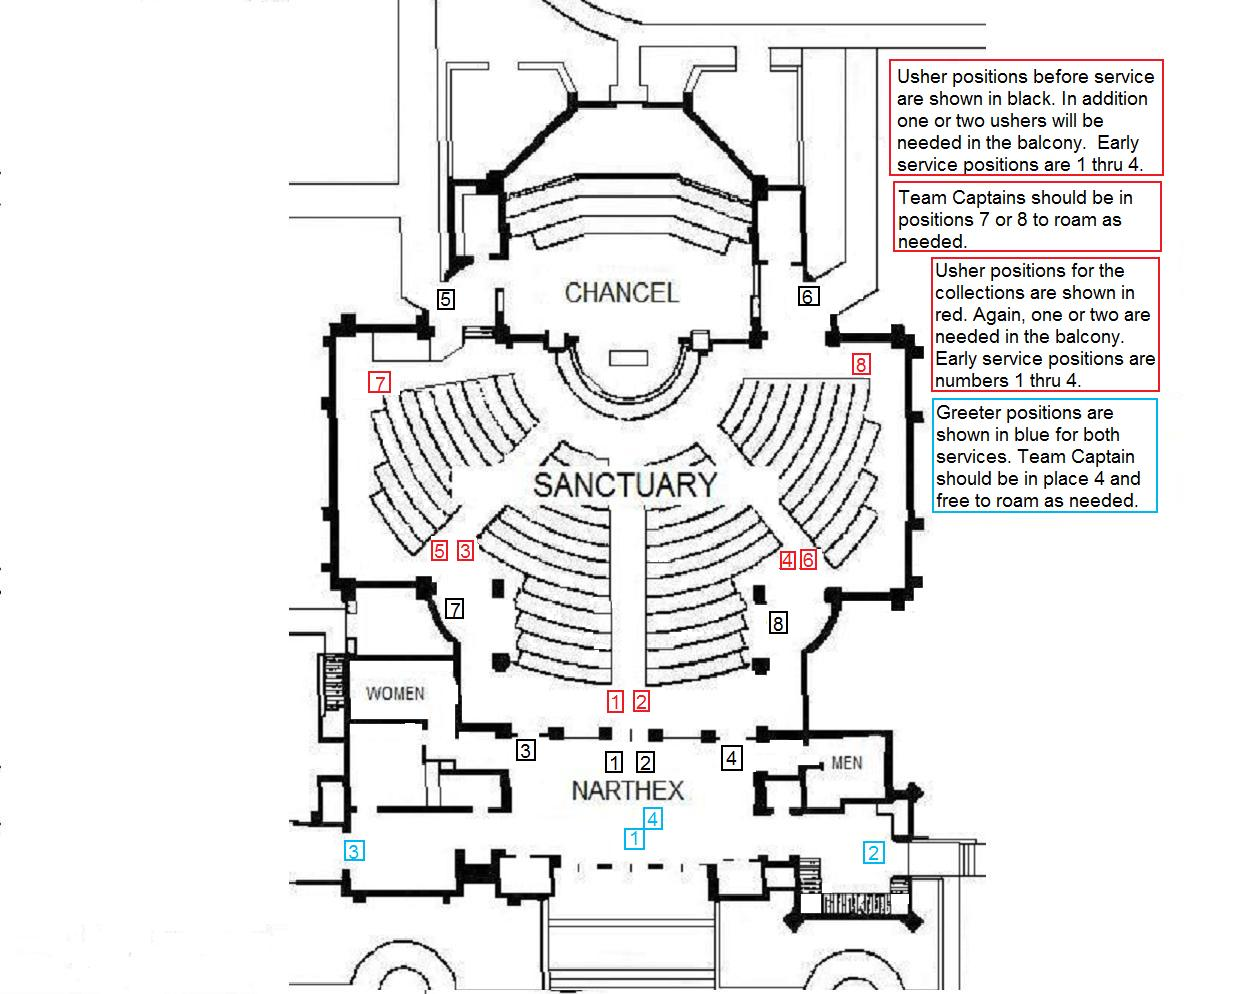 Usher positions before service
are shown in black. In addition
one or two ushers will be
needed in the balcony.  Early
service positions are 1 thru 4.
Team Captains should be in
positions 7 or 8 to roam as
needed.
Usher positions for the
collections are shown in
red. Again, one or two are
needed in the balcony.
Early service positions are
numbers 1 thru 4.
Greeter positions are
shown in blue for both
services. Team Captain
should be in place 4 and
free to roam as needed.
CHANCEL
5
6
7
8
SANCTUARY
5 3
4 6
7
8
WOMEN
1 2
3
1 2
4
MEN
NARTHEX
4
1
3
2